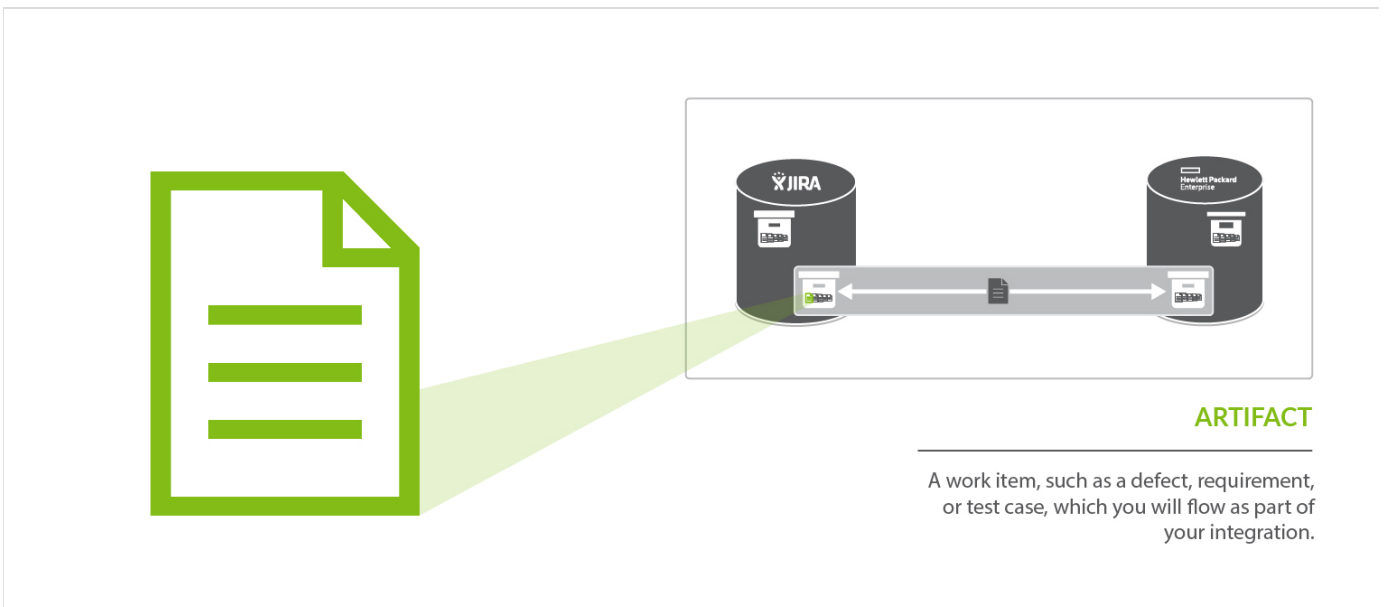 JIRA
Hewlett Packard
Enterprise
ARTIFACT
A work item, such as a defect, requirement,
or test case, which you will flow as part of
your integration.